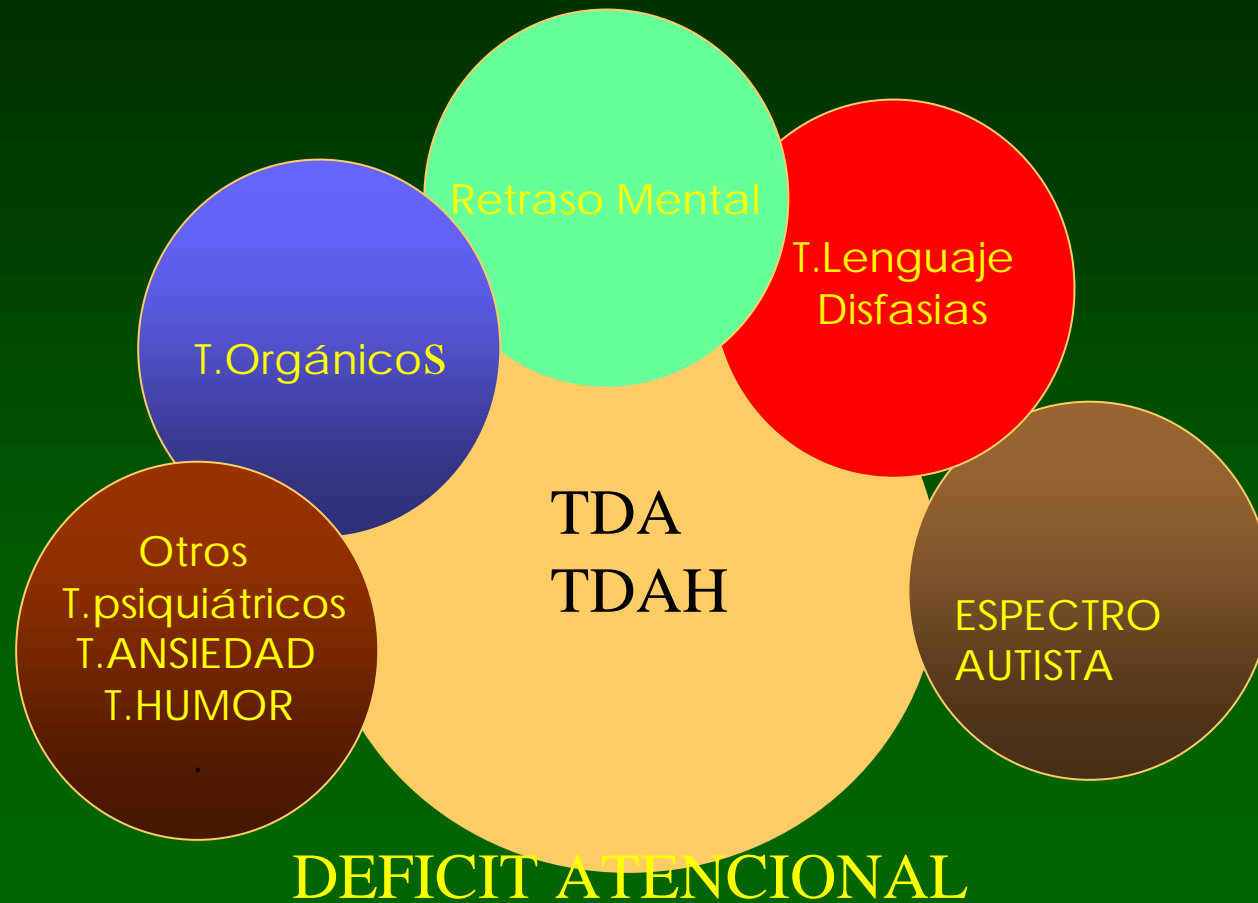 Retraso Mental
T.Lenguaje
Disfasias
T.Orgánicos
TDA
TDAH
Otros
T.psiquiátricos
T.ANSIEDAD
T.HUMOR
.
ESPECTRO
AUTISTA
DEFICIT ATENCIONAL